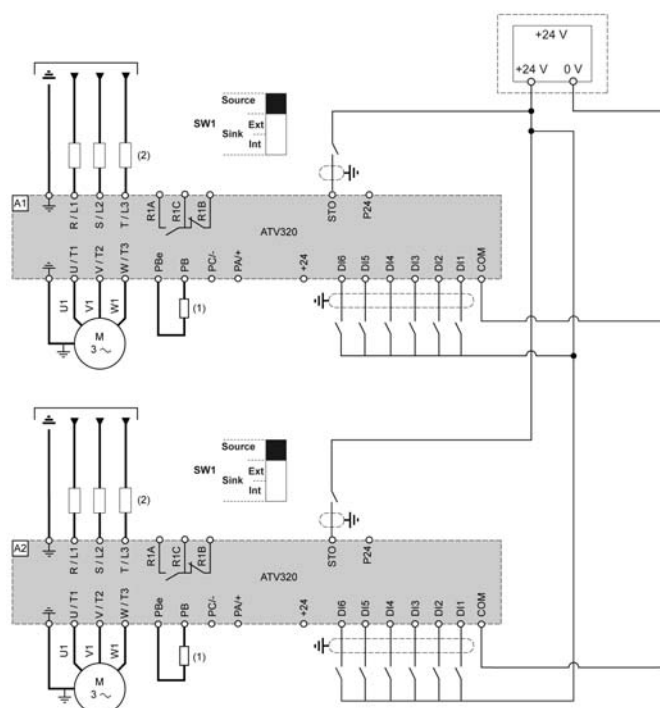 +24 V
+24 V 0 V
Source
SW1 Sink Ext
Int
(2)
A1
R / L1 S / L2 T / L3 R1A R1C R1B STO P24
ATV320
U / T1 V / T2 W / T3 PBe PB PC/- PA/+ +24 DI6 DI5 DI4 DI3 DI2 DI1 COM
U1 V1 W1
(1)
M
3 ~
Source
SW1 Sink Ext
Int
(2)
A2
R / L1 S / L2 T / L3 R1A R1C R1B STO P24
ATV320
U / T1 V / T2 W / T3 PBe PB PC/- PA/+ +24 DI6 DI5 DI4 DI3 DI2 DI1 COM
U1 V1 W1
(1)
M
3 ~